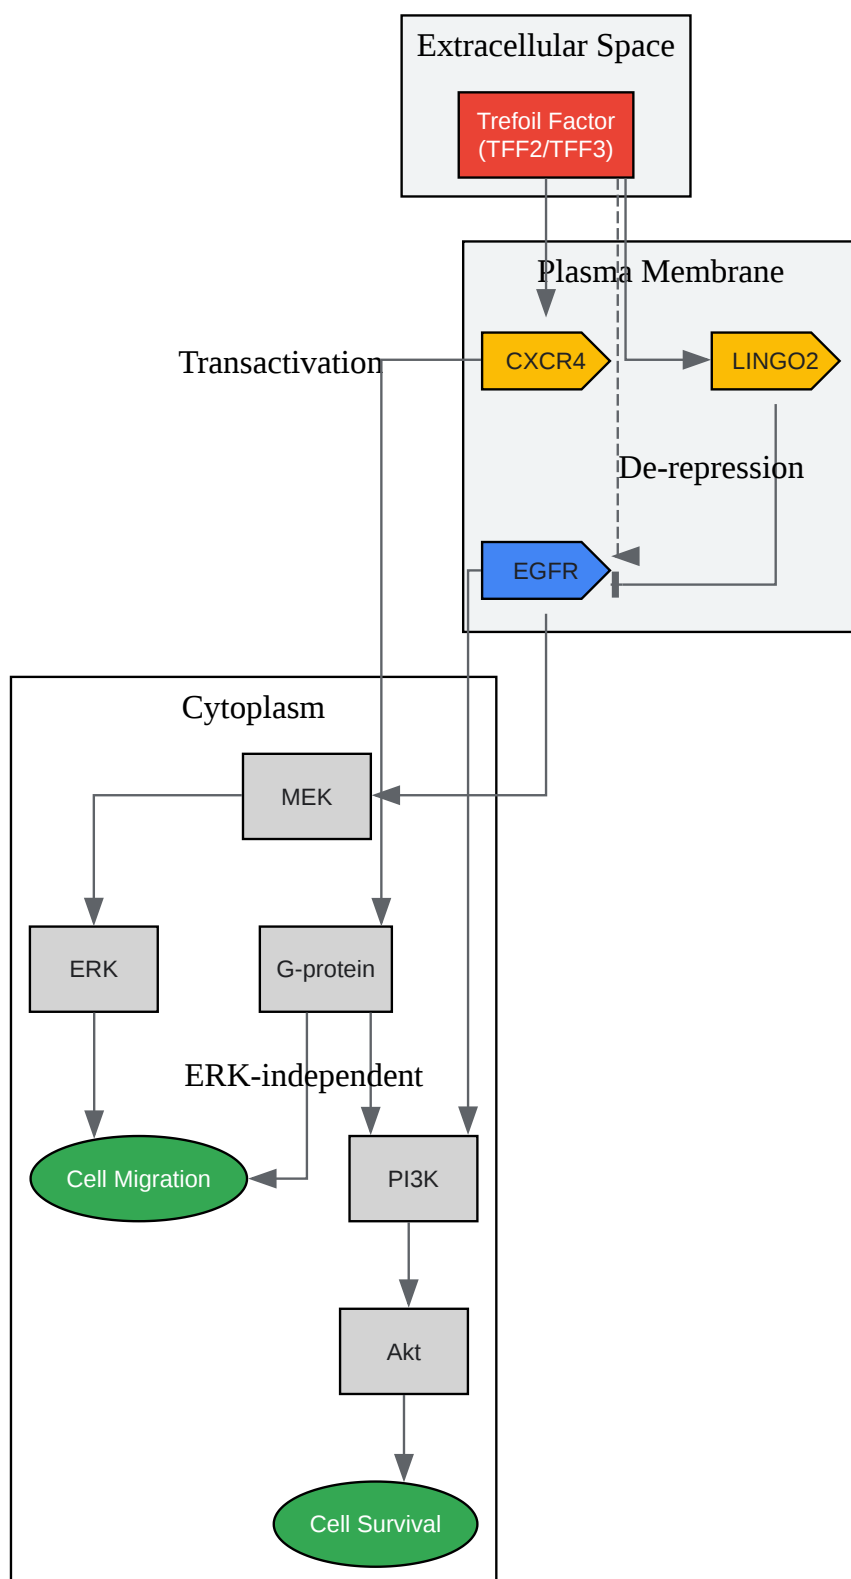 Extracellular Space
Trefoil Factor
(TFF2/TFF3)
Plasma Membrane
Transactivation
CXCR4
LINGO2
De-repression
EGFR
Cytoplasm
MEK
ERK
G-protein
ERK-independent
Cell Migration
PI3K
Akt
Cell Survival